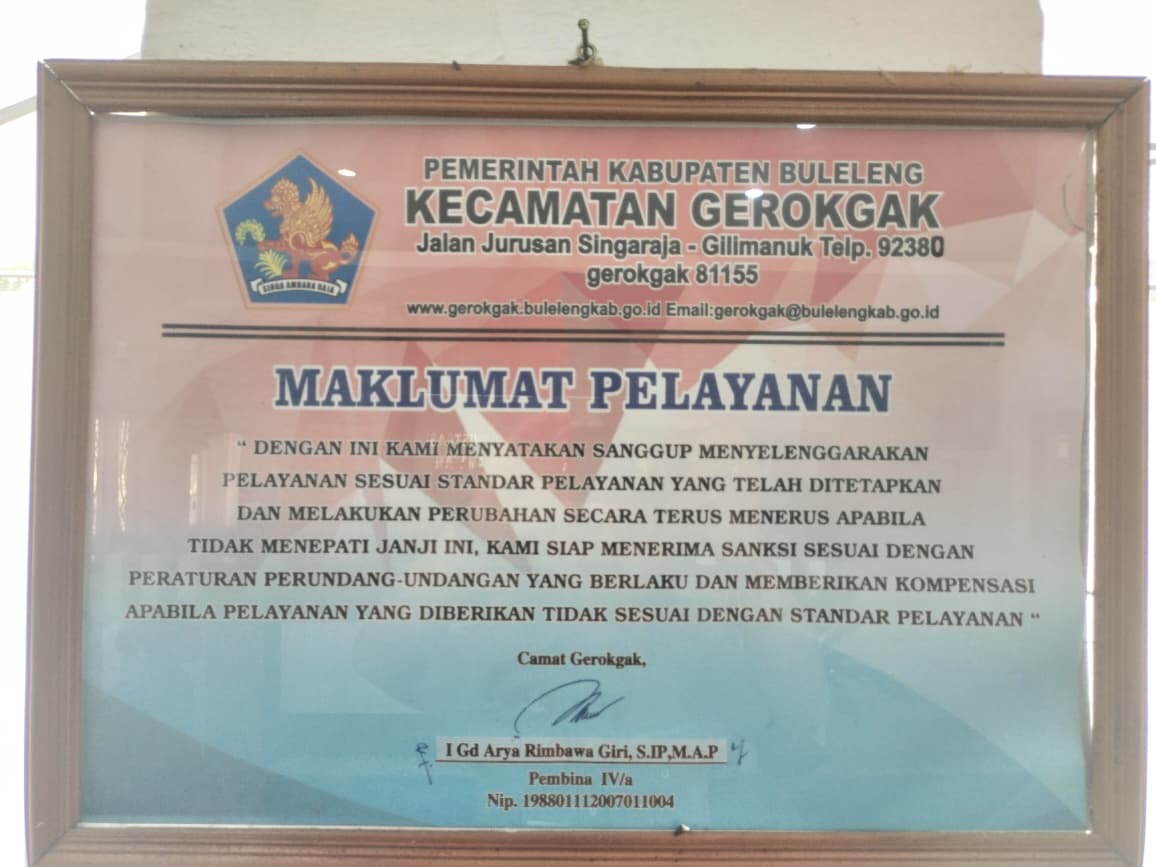 PEMERINTAH KABUPATEN BULELENG
KECAMATAN GEROKGAK
Jalan Jurusan Singaraja - Gilimanuk Telp. 92380
gerokgak 81155
www.gerokgak.bulelengkab.go.id Email:gerokgak@bulelengkab.go.id
SINGA AMBARA RAJA
MAKLUMAT PELAYANAN
“ DENGAN INI KAMI MENYATAKAN SANGGUP MENYELENGGARAKAN
PELAYANAN SESUAI STANDAR PELAYANAN YANG TELAH DITETAPKAN
DAN MELAKUKAN PERUBAHAN SECARA TERUS MENERUS APABILA
TIDAK MENEPATI JANJI INI, KAMI SIAP MENERIMA SANKSI SESUAI DENGAN
PERATURAN PERUNDANG-UNDANGAN YANG BERLAKU DAN MEMBERIKAN KOMPENSASI
APABILA PELAYANAN YANG DIBERIKAN TIDAK SESUAI DENGAN STANDAR PELAYANAN “
Camat Gerokgak,
I Gd Arya Rimbawa Giri, S.IP,M.A.P
Pembina IV/a
Nip. 198801112007011004